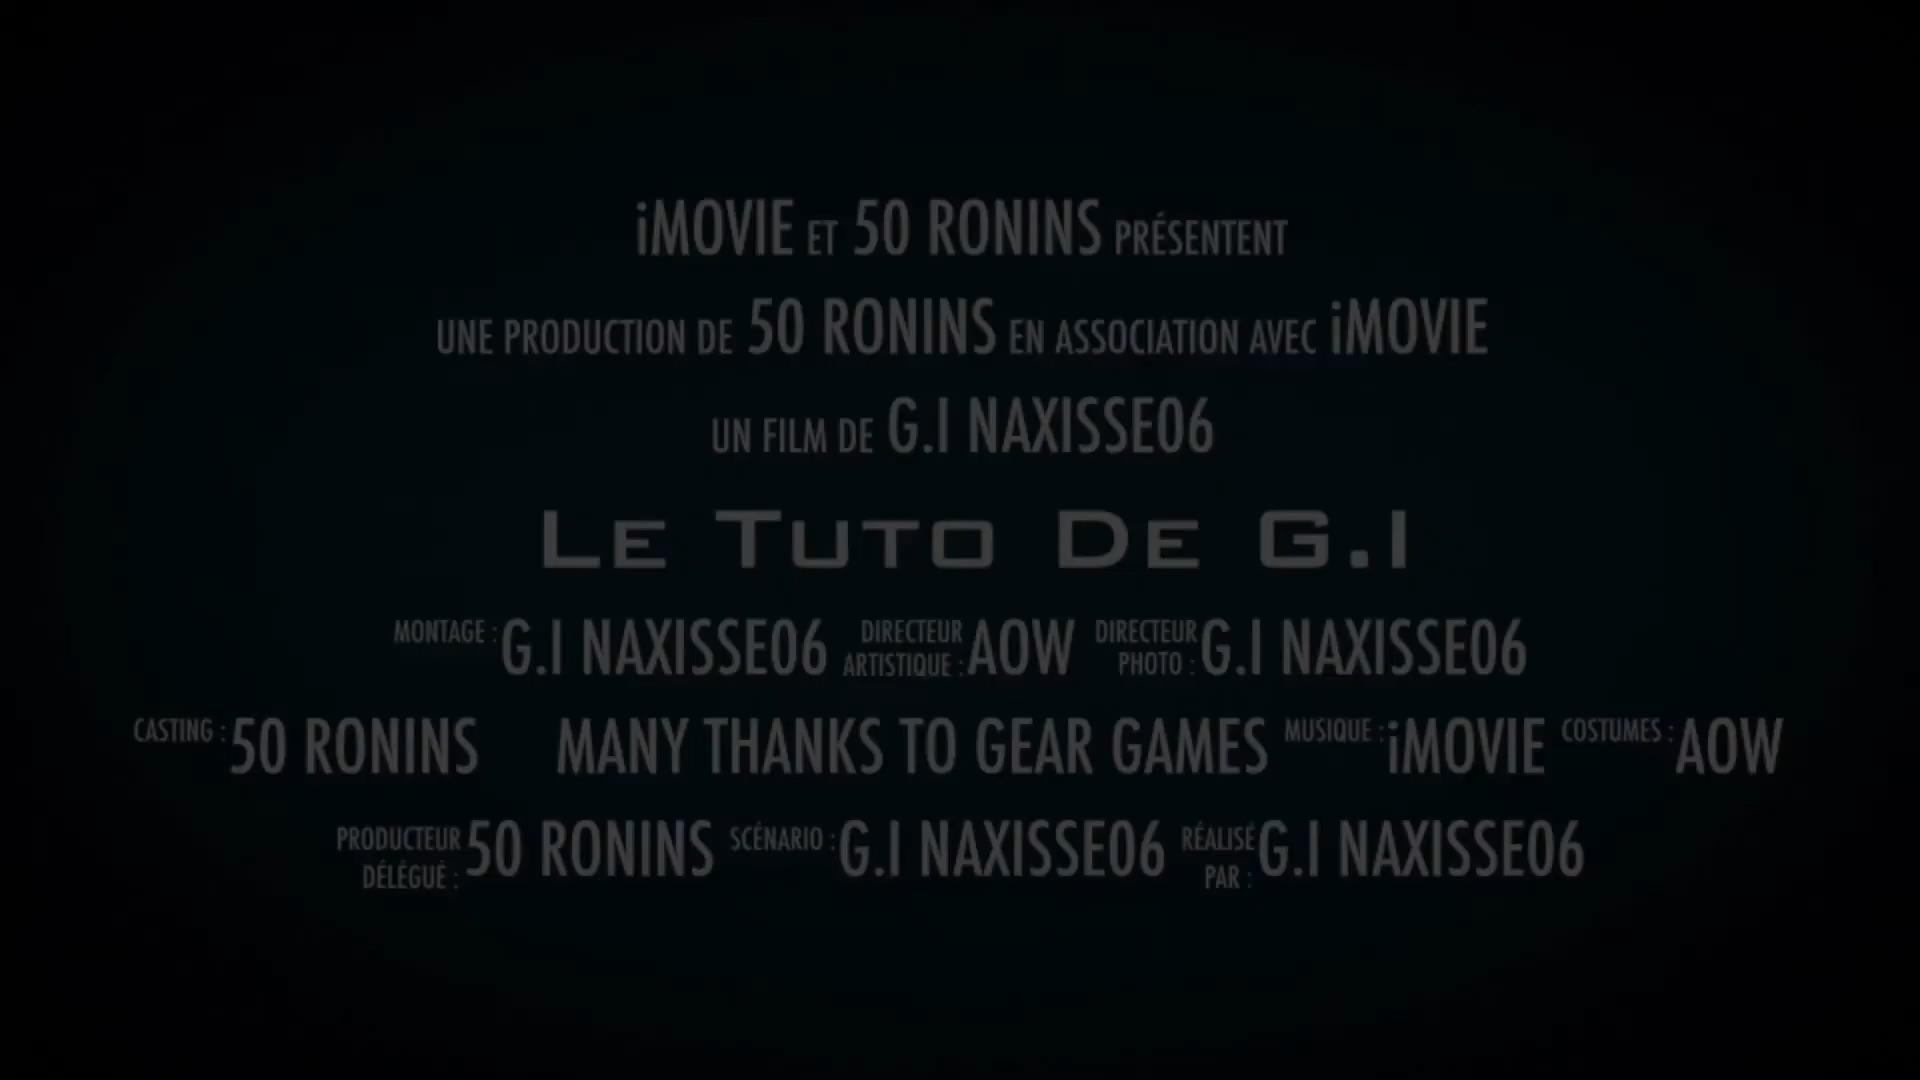 iMOVIE ET 50 RONINS PRÉSENTENT
UNE PRODUCTION DE 50 RONINS EN ASSOCIATION AVEC iMOVIE
UN FILM DE G.I NAXISSE06
LE TUTO DE G.I
MONTAGE : G.I NAXISSE06 DIRECTEUR ARTISTIQUE : AOW DIRECTEUR PHOTO : G.I NAXISSE06
CASTING : 50 RONINS MANY THANKS TO GEAR GAMES MUSIQUE : iMOVIE COSTUMES : AOW
PRODUCTEUR DÉLÉGUÉ : 50 RONINS SCÉNARIO : G.I NAXISSE06 RÉALISÉ PAR : G.I NAXISSE06